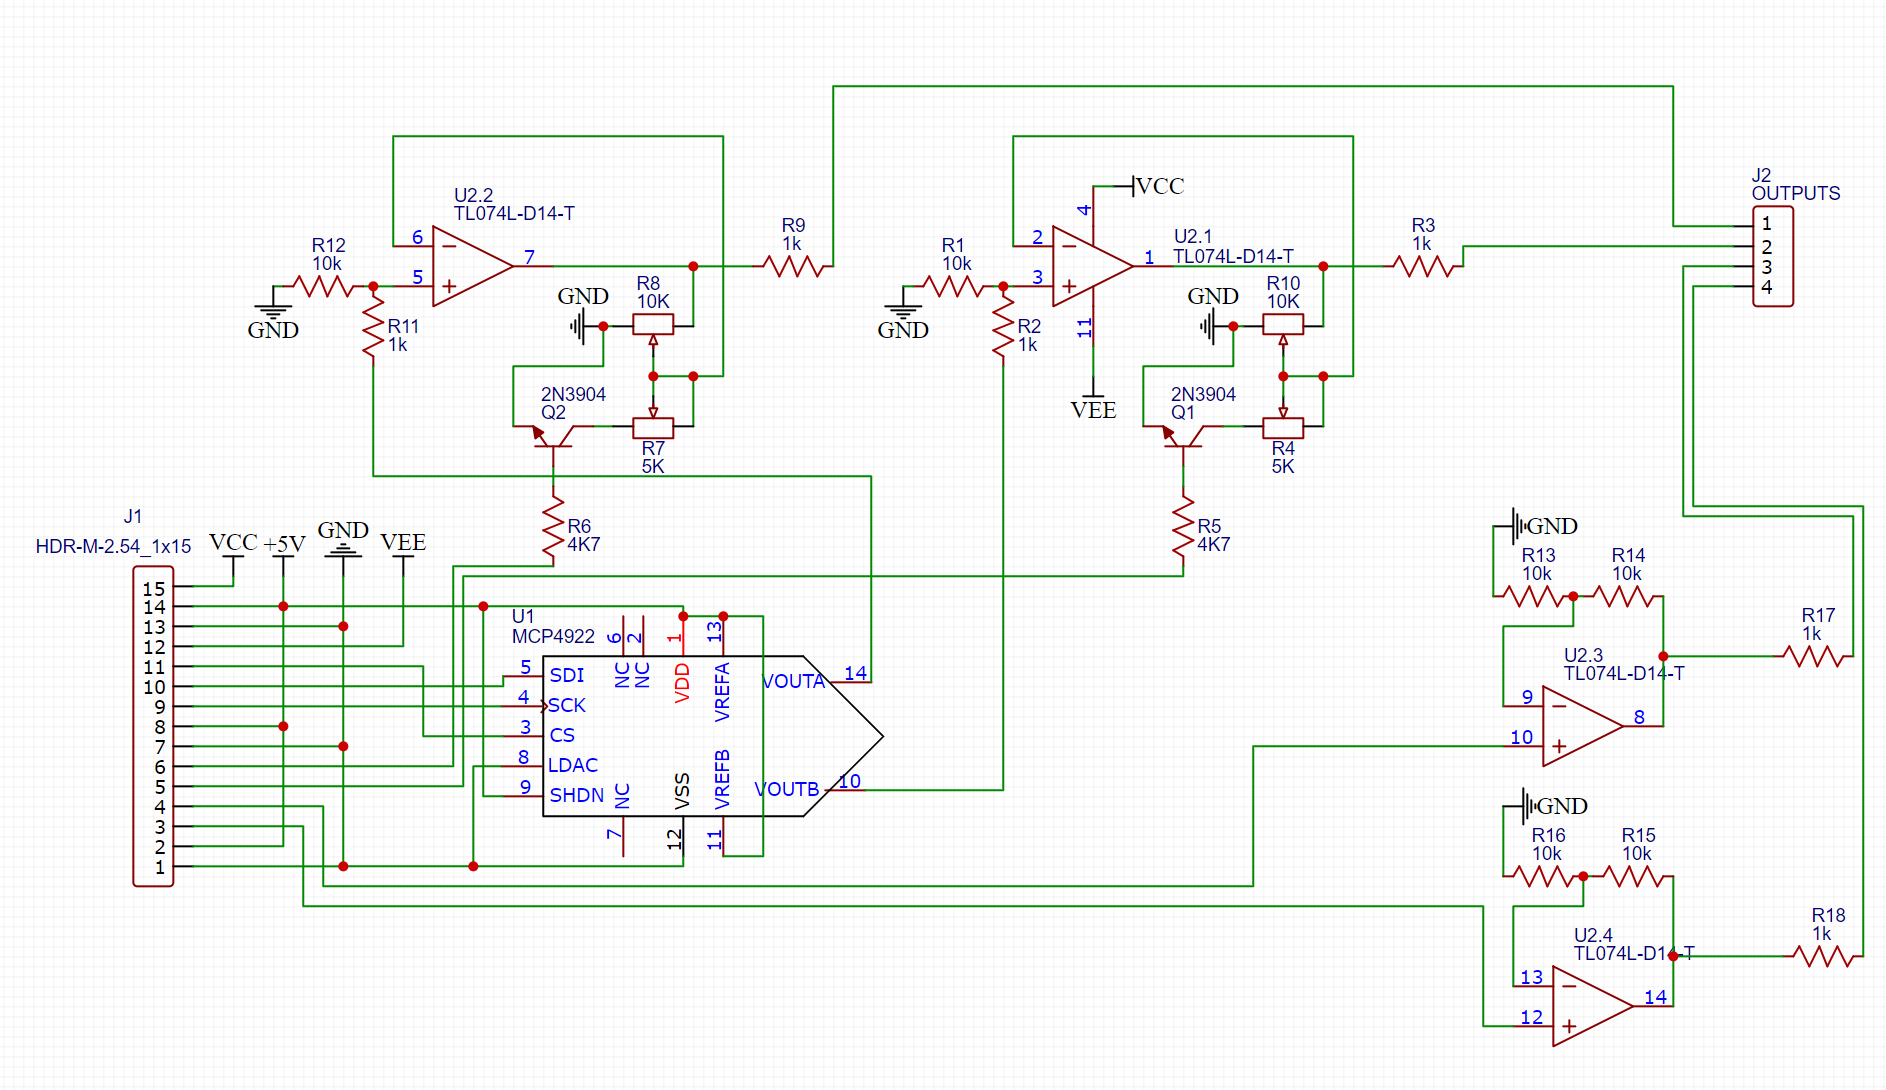 U2.2
TL074L-D14-T
6
5
7
R12
10k
GND
R11
1k
R9
1k
GND
R8
10K
2N3904
Q2
R7
5K
R6
4K7
VCC
4
2
3
1
11
U2.1
TL074L-D14-T
R1
10k
GND
R2
1k
R3
1k
GND
R10
10K
VEE
2N3904
Q1
R4
5K
R5
4K7
J2
OUTPUTS
1
2
3
4
J1
HDR-M-2.54_1x15
VCC
+5V
GND
VEE
15
14
13
12
11
10
9
8
7
6
5
4
3
2
1
U1
MCP4922
6
2
1
13
NC
NC
VDD
VREFA
5
SDI
4
SCK
3
CS
8
LDAC
9
SHDN
VOUTA
14
VOUTB
10
NC
VSS
VREFB
7
12
11
GND
R13
10k
R14
10k
R17
1k
U2.3
TL074L-D14-T
9
10
8
GND
R16
10k
R15
10k
R18
1k
U2.4
TL074L-D14-T
13
12
14